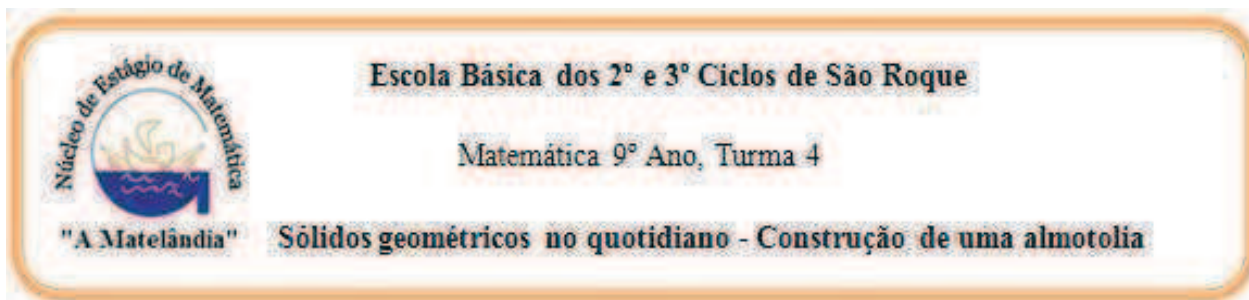 Núcleo de Estágio de Matemática
"A Matelândia"
Escola Básica dos 2º e 3º Ciclos de São Roque
Matemática 9º Ano, Turma 4
Sólidos geométricos no quotidiano - Construção de uma almotolia